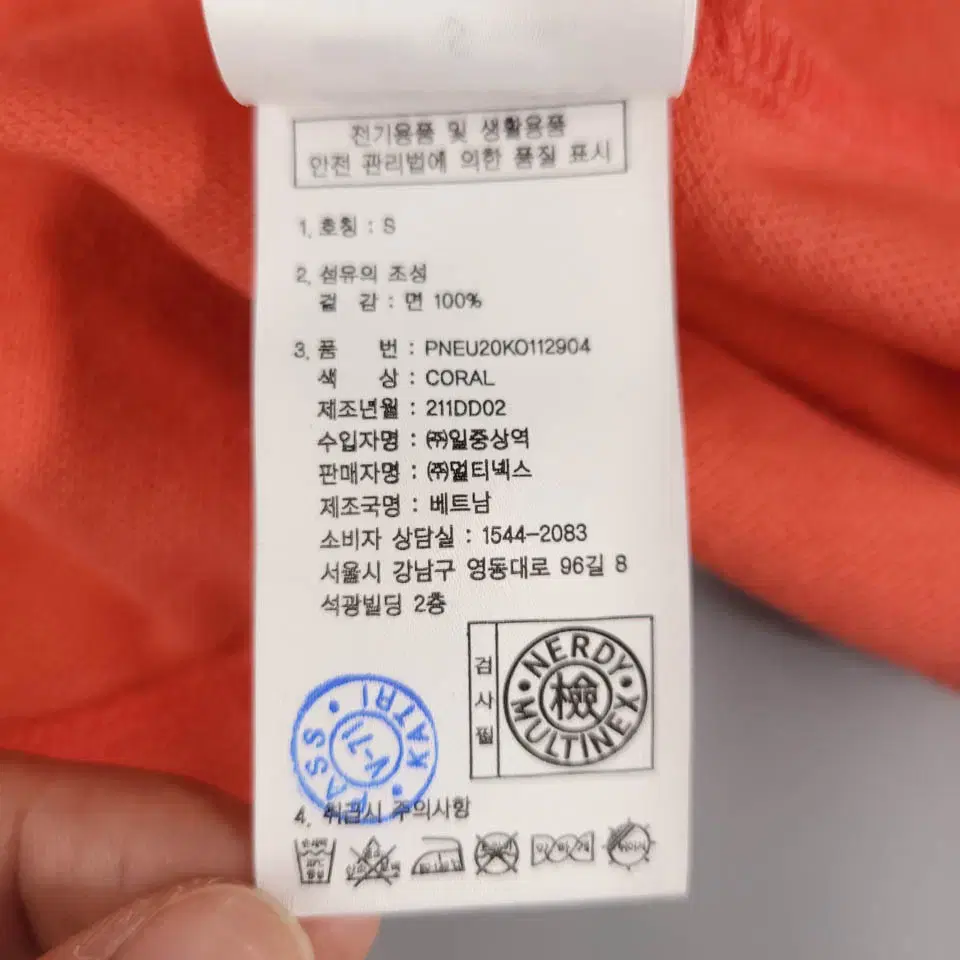 전기용품 및 생활용품
안전 관리법에 의한 품질 표시
1. 호칭 : S
2. 섬유의 조성
겉 감 : 면 100%
3. 품 번 : PNEU20KO112904
색 상 : CORAL
제조년월 : 211DD02
수입자명 : ㈜일중상역
판매자명 : ㈜멀티넥스
제조국명 : 베트남
소비자 상담실 : 1544-2083
서울시 강남구 영동대로 96길 8
석광빌딩 2층
검사필
NERDY
檢
MULTINEX
PASS
KATRI
4. 취급시 주의사항